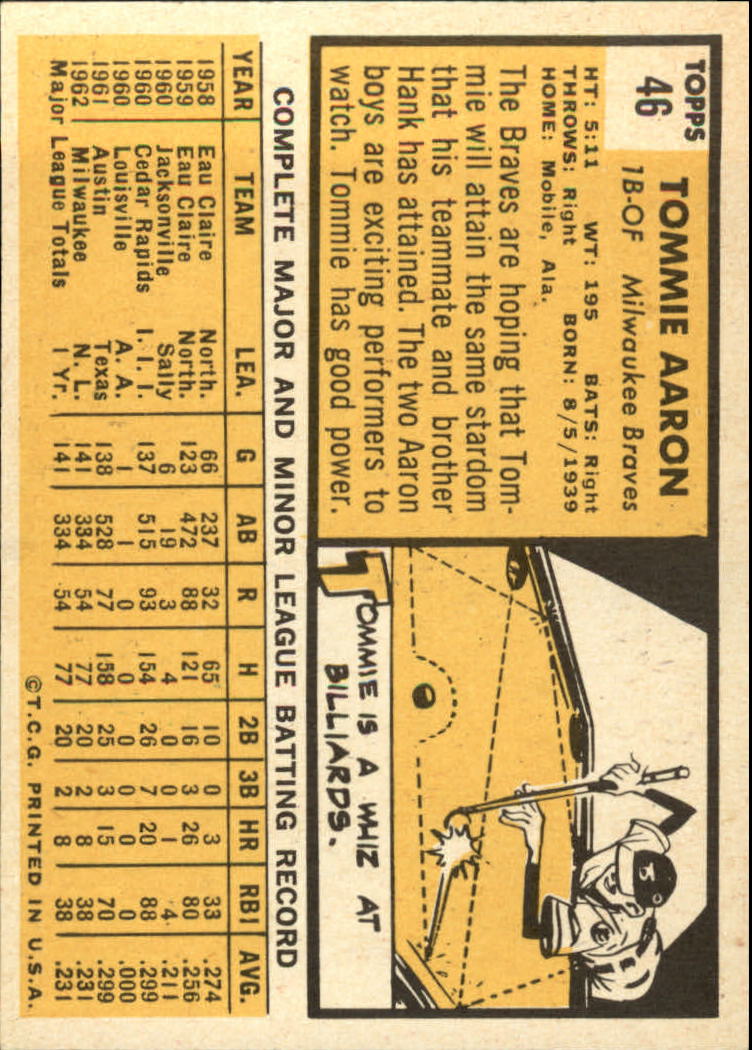 TOPPS
46
TOMMIE AARON
1B-OF Milwaukee Braves
HT: 5:11 WT: 195 BATS: Right
THROWS: Right BORN: 8/5/1939
HOME: Mobile, Ala.
The Braves are hoping that Tom-
mie will attain the same stardom
that his teammate and brother
Hank has attained. The two Aaron
boys are exciting performers to
watch. Tommie has good power.
TOMMIE IS A WHIZ AT
BILLIARDS.
COMPLETE MAJOR AND MINOR LEAGUE BATTING RECORD
YEAR TEAM LEA. G AB R H 2B 3B HR RBI AVG.
1958 Eau Claire North. 66 237 32 65 10 0 3 33 .274
1959 Eau Claire North. 123 472 88 121 16 3 26 80 .256
1960 Jacksonville Sally 6 19 3 4 0 0 1 4 .211
1960 Cedar Rapids I. I. I. 137 515 93 154 26 7 20 88 .299
1960 Louisville A. A. 1 1 0 0 0 0 0 0 .000
1961 Austin Texas 138 528 77 158 25 3 15 70 .299
1962 Milwaukee N. L. 141 334 54 77 20 2 8 38 .231
Major League Totals 1 Yr. 141 334 54 77 20 2 8 38 .231
©T.C.G. PRINTED IN U.S.A.